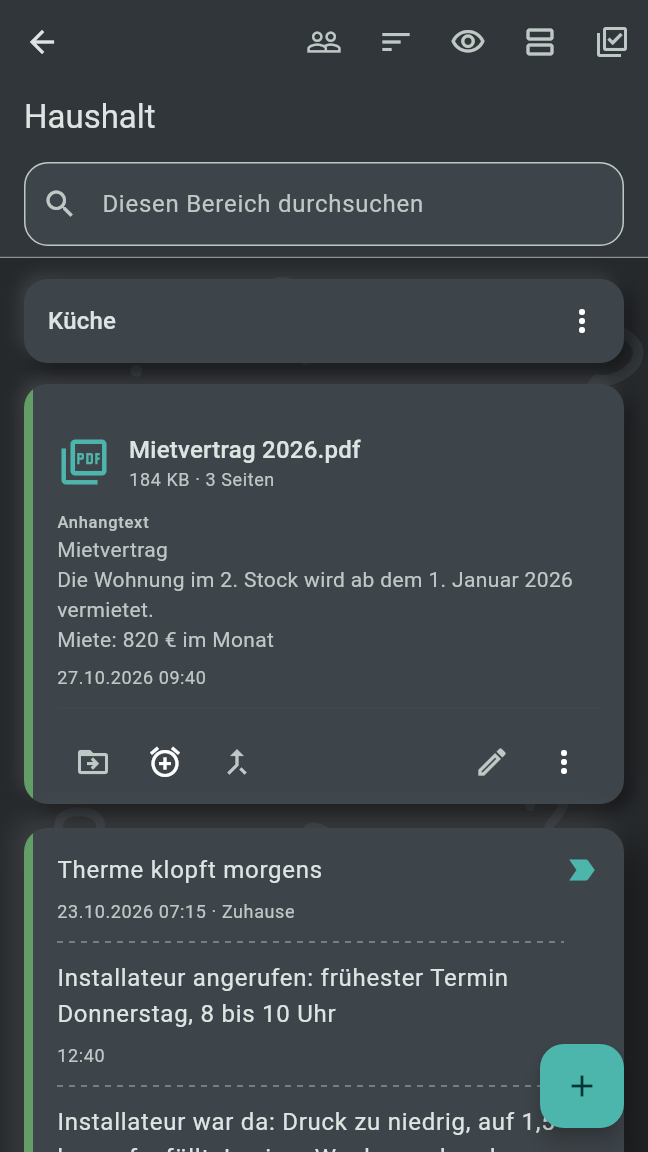 Haushalt
Diesen Bereich durchsuchen
Küche
PDF
Mietvertrag 2026.pdf
184 KB · 3 Seiten
Anhangtext
Mietvertrag
Die Wohnung im 2. Stock wird ab dem 1. Januar 2026
vermietet.
Miete: 820 € im Monat
27.10.2026 09:40
Therme klopft morgens
23.10.2026 07:15 · Zuhause
Installateur angerufen: frühester Termin
Donnerstag, 8 bis 10 Uhr
12:40
Installateur war da: Druck zu niedrig, auf 1,5